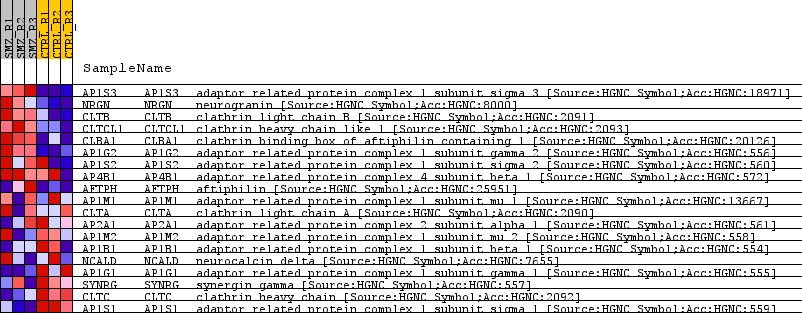 SMZ_R1 SMZ_R2 SMZ_R3 CTRL_R1 CTRL_R2 CTRL_R3
SampleName
AP1S3 AP1S3 adaptor related protein complex 1 subunit sigma 3 [Source:HGNC Symbol;Acc:HGNC:18971]
NRGN NRGN neurogranin [Source:HGNC Symbol;Acc:HGNC:8000]
CLTB CLTB clathrin light chain B [Source:HGNC Symbol;Acc:HGNC:2091]
CLTCL1 CLTCL1 clathrin heavy chain like 1 [Source:HGNC Symbol;Acc:HGNC:2093]
CLBA1 CLBA1 clathrin binding box of aftiphilin containing 1 [Source:HGNC Symbol;Acc:HGNC:20126]
AP1G2 AP1G2 adaptor related protein complex 1 subunit gamma 2 [Source:HGNC Symbol;Acc:HGNC:556]
AP1S2 AP1S2 adaptor related protein complex 1 subunit sigma 2 [Source:HGNC Symbol;Acc:HGNC:560]
AP4B1 AP4B1 adaptor related protein complex 4 subunit beta 1 [Source:HGNC Symbol;Acc:HGNC:572]
AFTPH AFTPH aftiphilin [Source:HGNC Symbol;Acc:HGNC:25951]
AP1M1 AP1M1 adaptor related protein complex 1 subunit mu 1 [Source:HGNC Symbol;Acc:HGNC:13667]
CLTA CLTA clathrin light chain A [Source:HGNC Symbol;Acc:HGNC:2090]
AP2A1 AP2A1 adaptor related protein complex 2 subunit alpha 1 [Source:HGNC Symbol;Acc:HGNC:561]
AP1M2 AP1M2 adaptor related protein complex 1 subunit mu 2 [Source:HGNC Symbol;Acc:HGNC:558]
AP1B1 AP1B1 adaptor related protein complex 1 subunit beta 1 [Source:HGNC Symbol;Acc:HGNC:554]
NCALD NCALD neurocalcin delta [Source:HGNC Symbol;Acc:HGNC:7655]
AP1G1 AP1G1 adaptor related protein complex 1 subunit gamma 1 [Source:HGNC Symbol;Acc:HGNC:555]
SYNRG SYNRG synergin gamma [Source:HGNC Symbol;Acc:HGNC:557]
CLTC CLTC clathrin heavy chain [Source:HGNC Symbol;Acc:HGNC:2092]
AP1S1 AP1S1 adaptor related protein complex 1 subunit sigma 1 [Source:HGNC Symbol;Acc:HGNC:559]